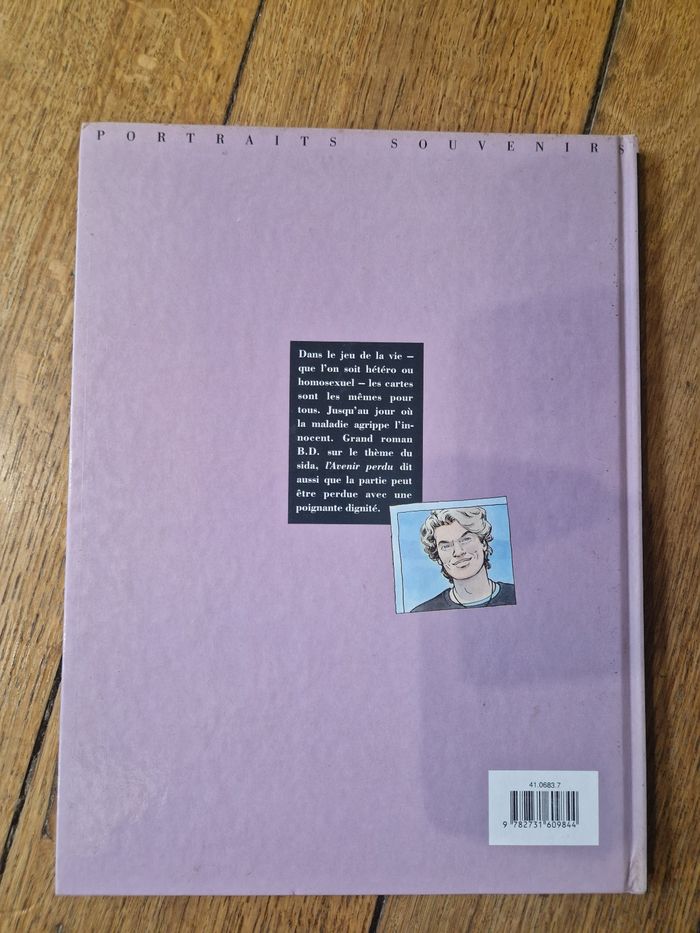 PORTRAITS SOUVENIRS
Dans le jeu de la vie –
que l'on soit hétéro ou
homosexuel – les cartes
sont les mêmes pour
tous. Jusqu'au jour où
la maladie agrippe l'in-
nocent. Grand roman
B.D. sur le thème du
sida, l'Avenir perdu dit
aussi que la partie peut
être perdue avec une
poignante dignité.
41.0683.7
9 782731 609844